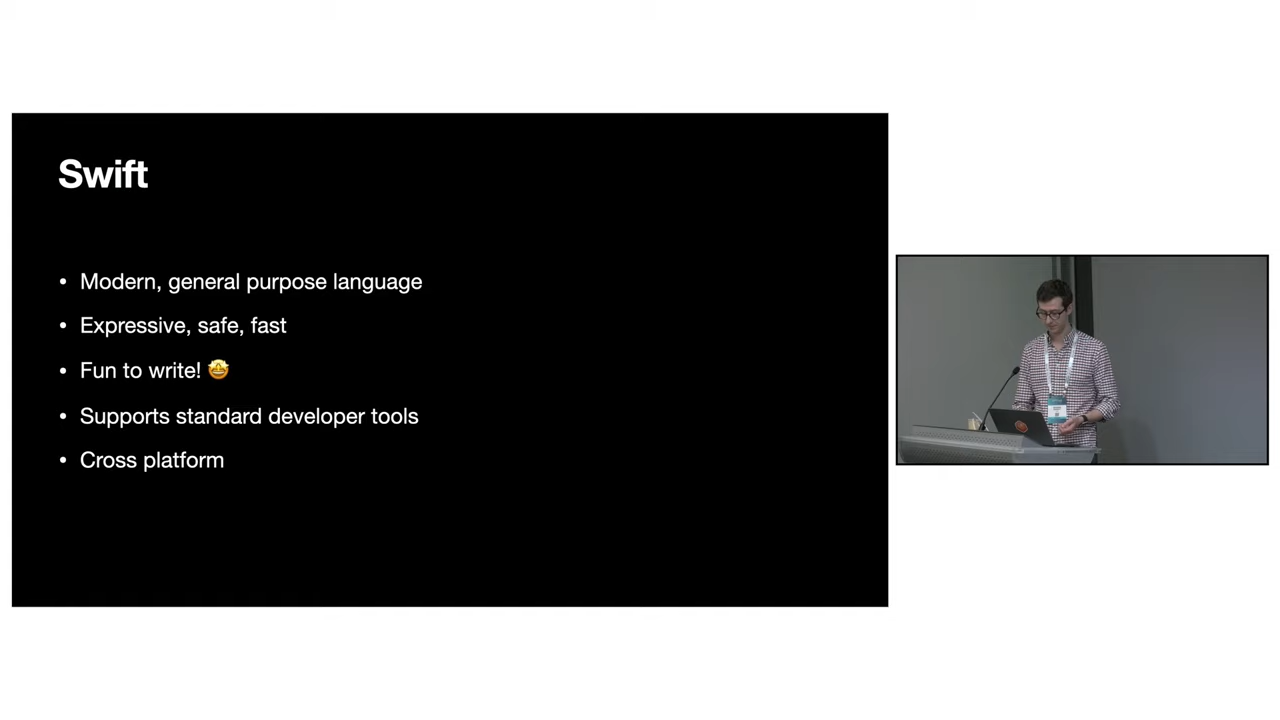 Swift
• Modern, general purpose language
• Expressive, safe, fast
• Fun to write! 🤩
• Supports standard developer tools
• Cross platform